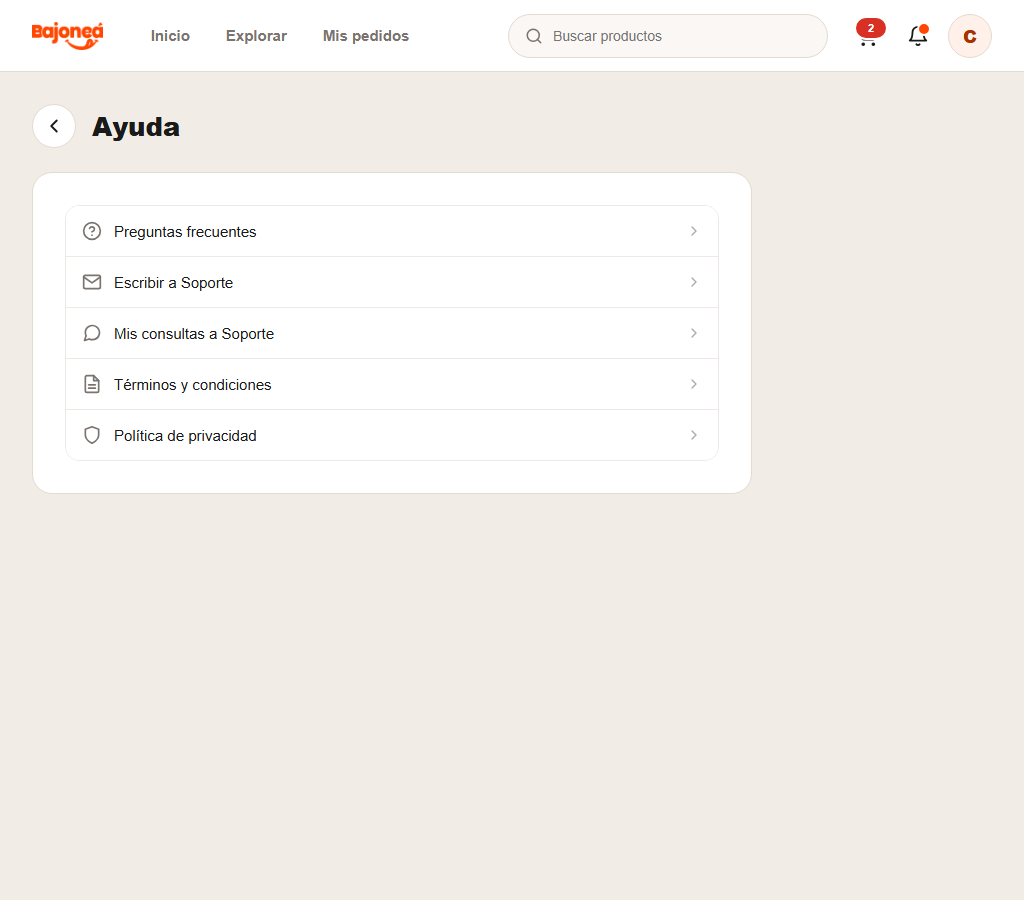 Bajoneá
Inicio
Explorar
Mis pedidos
Buscar productos
2
C
Ayuda
Preguntas frecuentes
Escribir a Soporte
Mis consultas a Soporte
Términos y condiciones
Política de privacidad